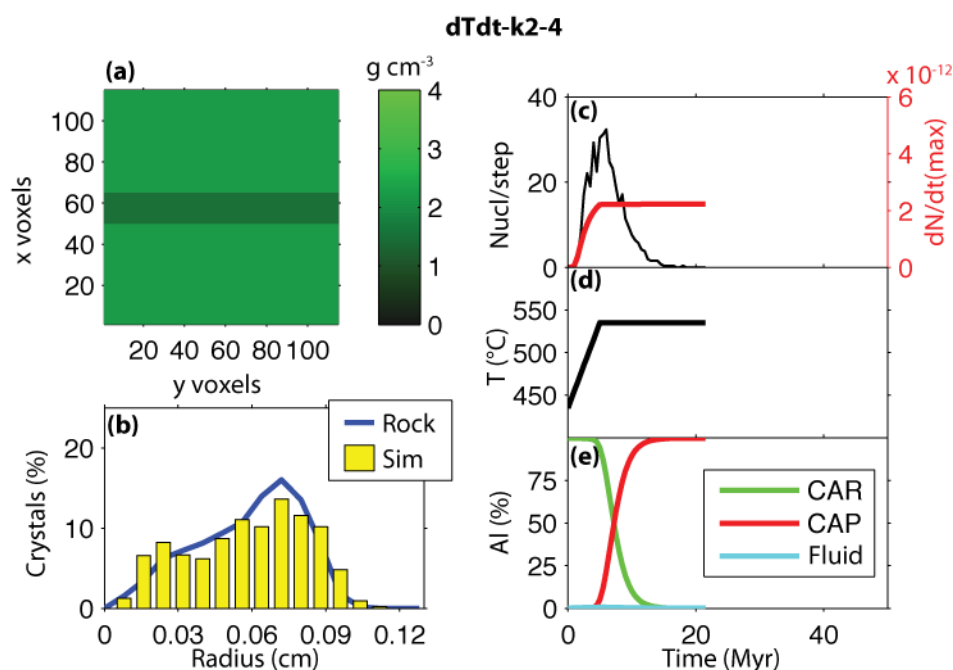 dTdt-k2-4
(a)
g cm-3
x voxels
100
80
60
40
20
20 40 60 80 100
y voxels
4
3
2
1
0
(b)
Rock
Sim
Crystals (%)
20
10
0
0 0.03 0.06 0.09 0.12
Radius (cm)
(c)
Nucl/step
40
20
0
x 10-12
6
4
2
0
dN/dt(max)
(d)
T (°C)
550
500
450
(e)
Al (%)
75
50
25
0
CAR
CAP
Fluid
0 20 40
Time (Myr)